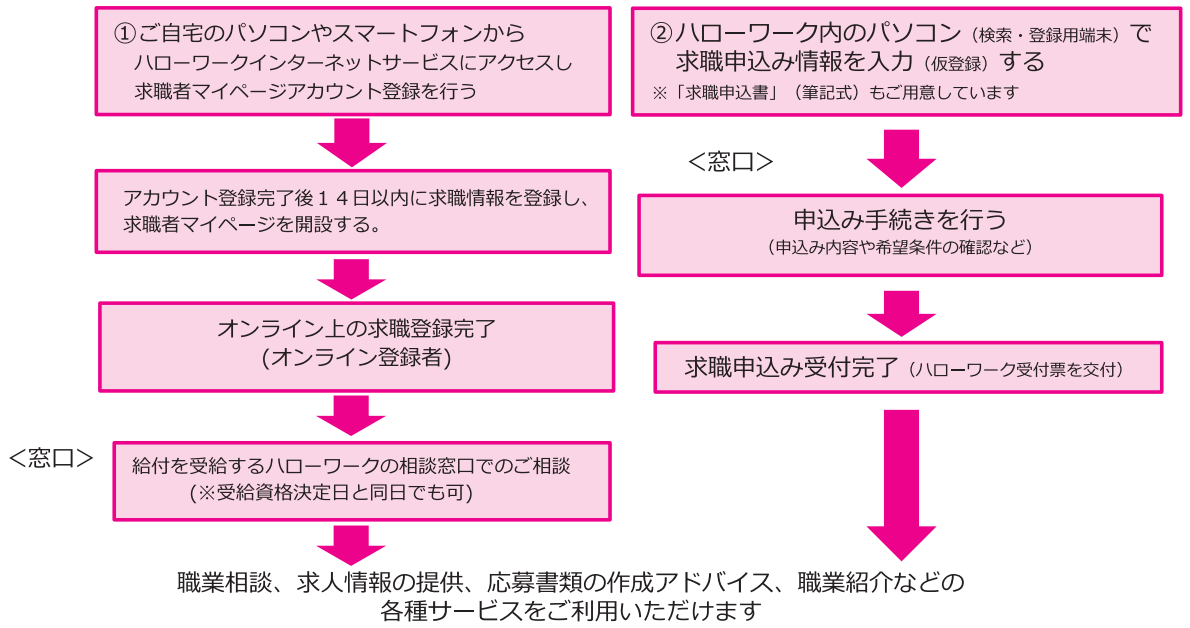 ①ご自宅のパソコンやスマートフォンから
ハローワークインターネットサービスにアクセスし
求職者マイページアカウント登録を行う
アカウント登録完了後１４日以内に求職情報を登録し、
求職者マイページを開設する。
オンライン上の求職登録完了
(オンライン登録者)
＜窓口＞
給付を受給するハローワークの相談窓口でのご相談
(※受給資格決定日と同日でも可)
②ハローワーク内のパソコン（検索・登録用端末）で
求職申込み情報を入力（仮登録）する
※「求職申込書」（筆記式）もご用意しています
＜窓口＞
申込み手続きを行う
（申込み内容や希望条件の確認など）
求職申込み受付完了（ハローワーク受付票を交付）
職業相談、求人情報の提供、応募書類の作成アドバイス、職業紹介などの
各種サービスをご利用いただけます